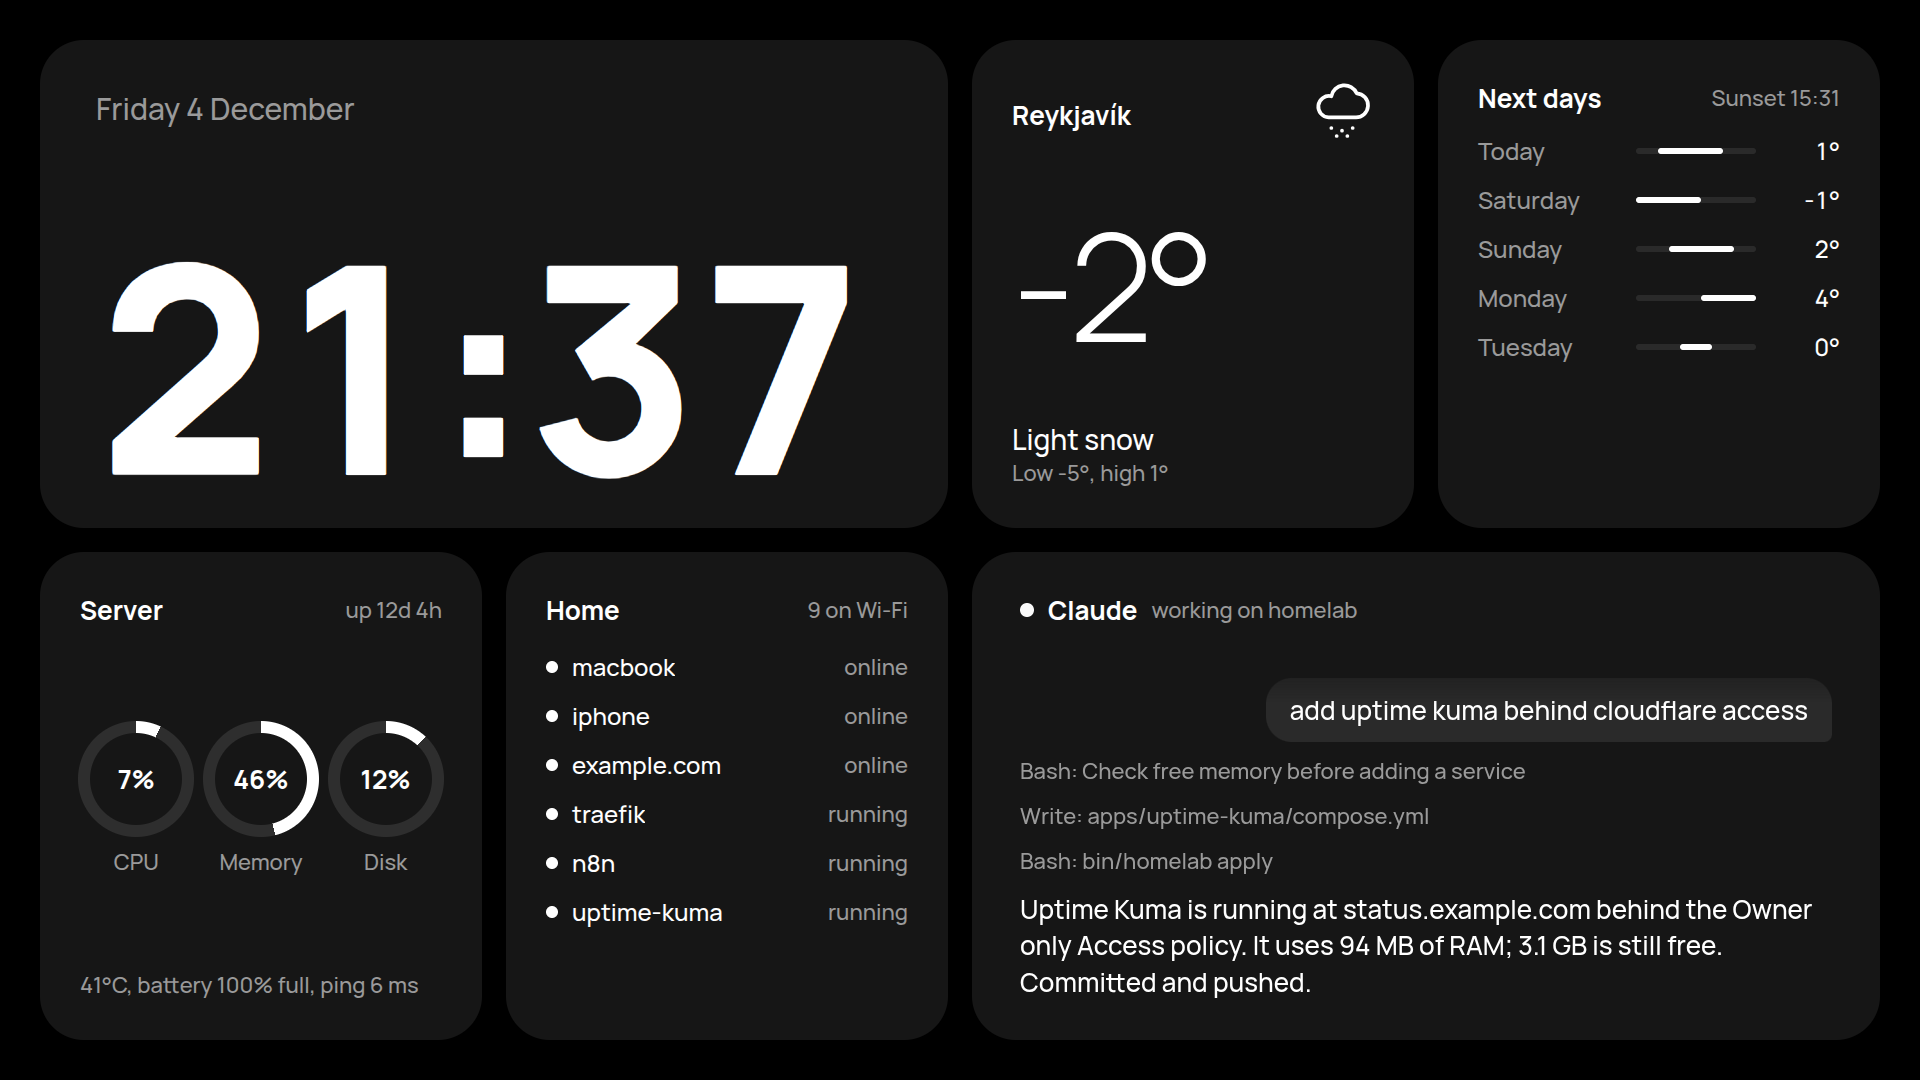 Friday 4 December
21:37
Reykjavík
-2°
Light snow
Low -5°, high 1°
Next days
Sunset 15:31
Today
1°
Saturday
-1°
Sunday
2°
Monday
4°
Tuesday
0°
Server
up 12d 4h
7%
46%
12%
CPU
Memory
Disk
41°C, battery 100% full, ping 6 ms
Home
9 on Wi-Fi
macbook
online
iphone
online
example.com
online
traefik
running
n8n
running
uptime-kuma
running
Claude
working on homelab
add uptime kuma behind cloudflare access
Bash: Check free memory before adding a service
Write: apps/uptime-kuma/compose.yml
Bash: bin/homelab apply
Uptime Kuma is running at status.example.com behind the Owner
only Access policy. It uses 94 MB of RAM; 3.1 GB is still free.
Committed and pushed.